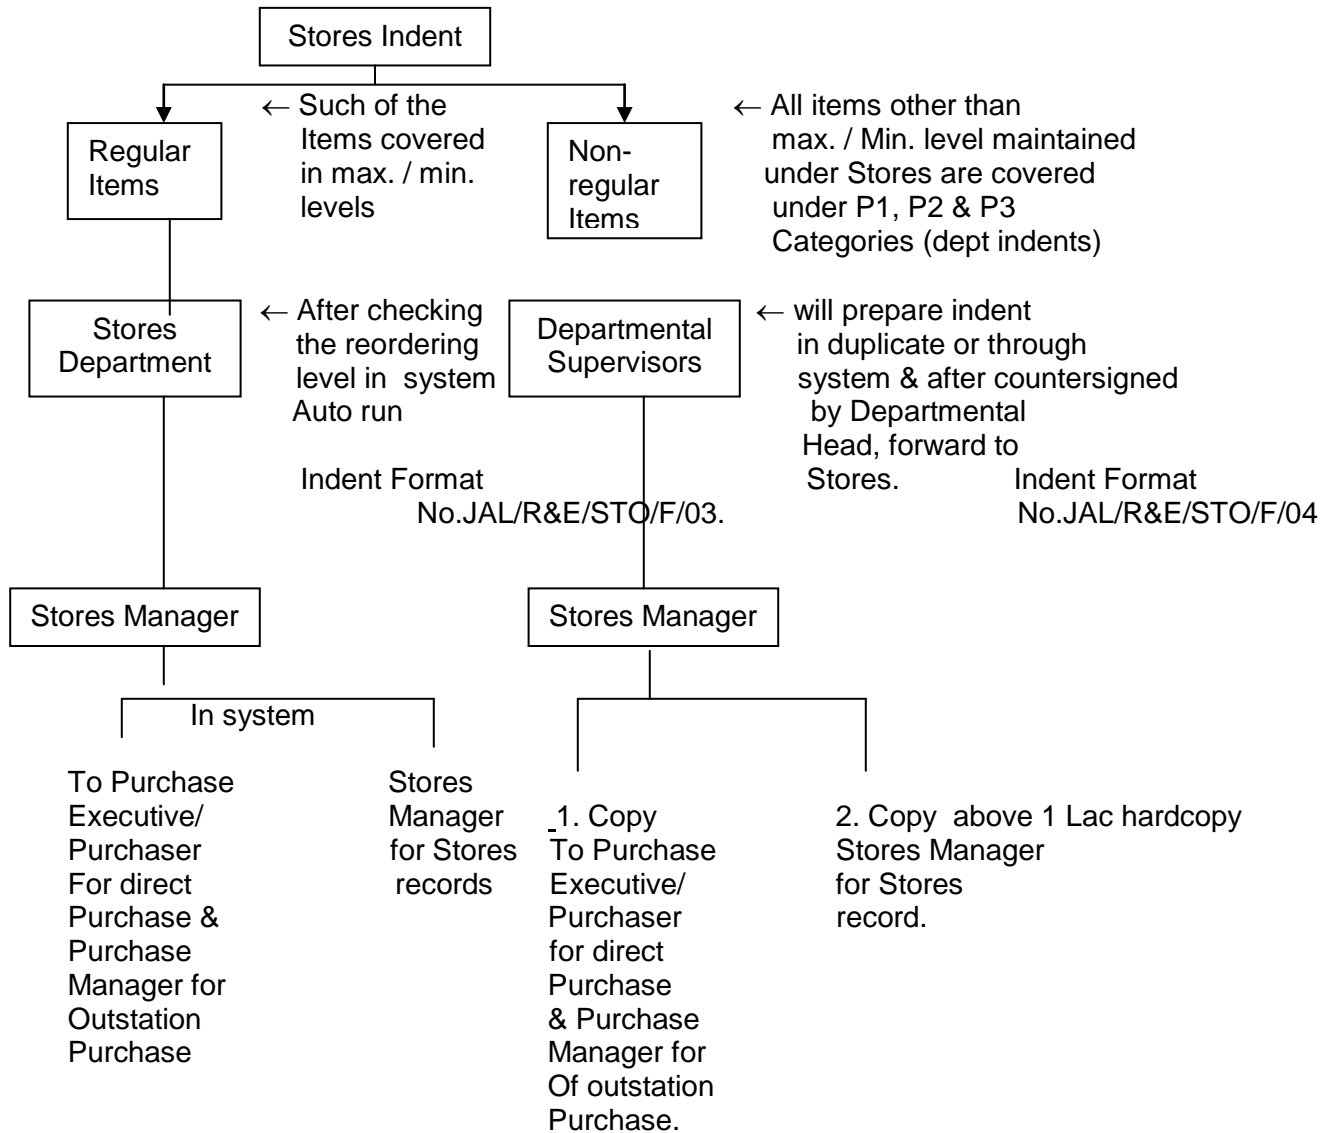 Stores Indent
← Such of the
Items covered
in max. / min.
levels
← All items other than
max. / Min. level maintained
under Stores are covered
under P1, P2 & P3
Categories (dept indents)
Regular
Items
Non-
regular
Items
Stores
Department
← After checking
the reordering
level in system
Auto run
Departmental
Supervisors
← will prepare indent
in duplicate or through
system & after countersigned
by Departmental
Head, forward to
Stores.
Indent Format
No.JAL/R&E/STO/F/03.
Indent Format
No.JAL/R&E/STO/F/04
Stores Manager
Stores Manager
In system
To Purchase
Executive/
Purchaser
For direct
Purchase &
Purchase
Manager for
Outstation
Purchase
Stores
Manager
for Stores
records
1. Copy
To Purchase
Executive/
Purchaser
for direct
Purchase
& Purchase
Manager for
Of outstation
Purchase.
2. Copy above 1 Lac hardcopy
Stores Manager
for Stores
record.